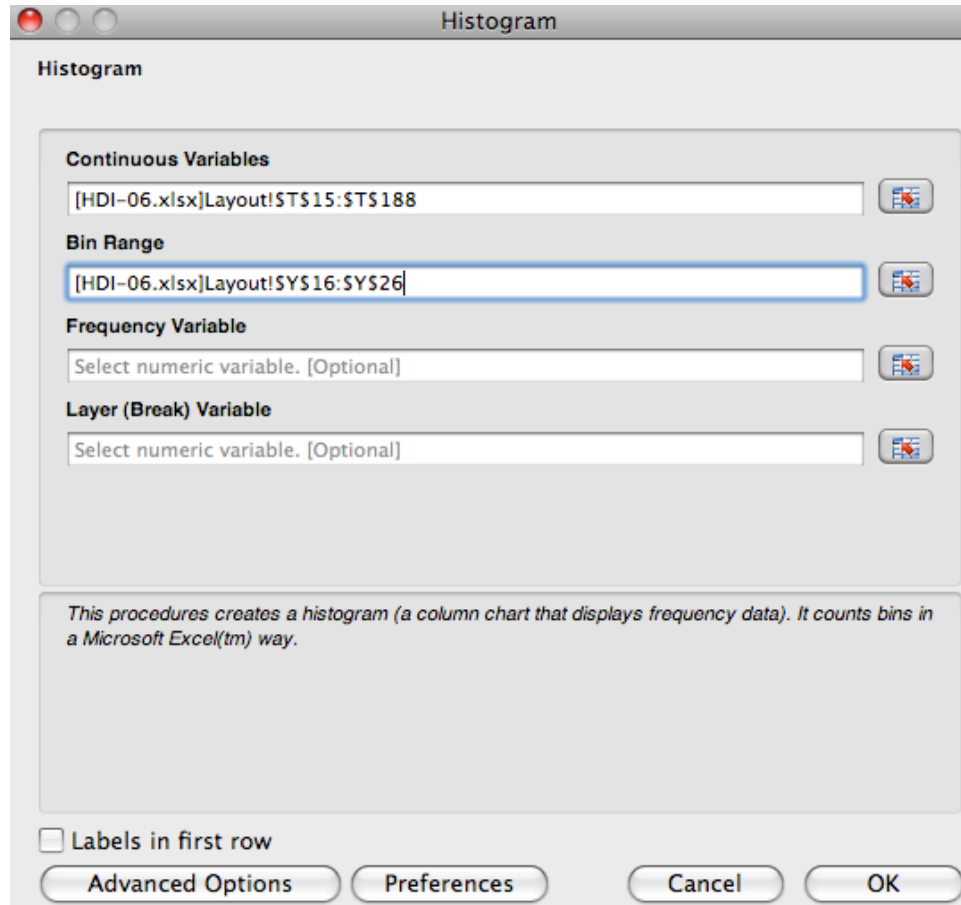 Histogram
Histogram
Continuous Variables
[HDI-06.xlsx]Layout!$T$15:$T$188
Bin Range
[HDI-06.xlsx]Layout!$Y$16:$Y$26
Frequency Variable
Select numeric variable. [Optional]
Layer (Break) Variable
Select numeric variable. [Optional]
This procedures creates a histogram (a column chart that displays frequency data). It counts bins in
a Microsoft Excel(tm) way.
Labels in first row
Advanced Options Preferences Cancel OK